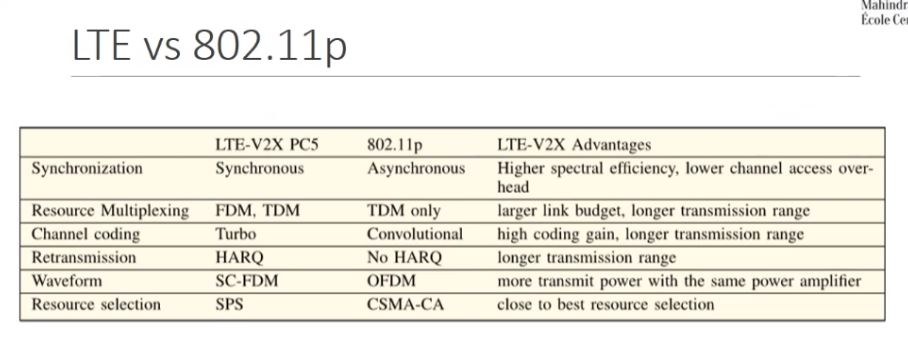 Mahindr
École Cen
LTE vs 802.11p
LTE-V2X PC5 802.11p LTE-V2X Advantages
Synchronization Synchronous Asynchronous Higher spectral efficiency, lower channel access over-
head
Resource Multiplexing FDM, TDM TDM only larger link budget, longer transmission range
Channel coding Turbo Convolutional high coding gain, longer transmission range
Retransmission HARQ No HARQ longer transmission range
Waveform SC-FDM OFDM more transmit power with the same power amplifier
Resource selection SPS CSMA-CA close to best resource selection